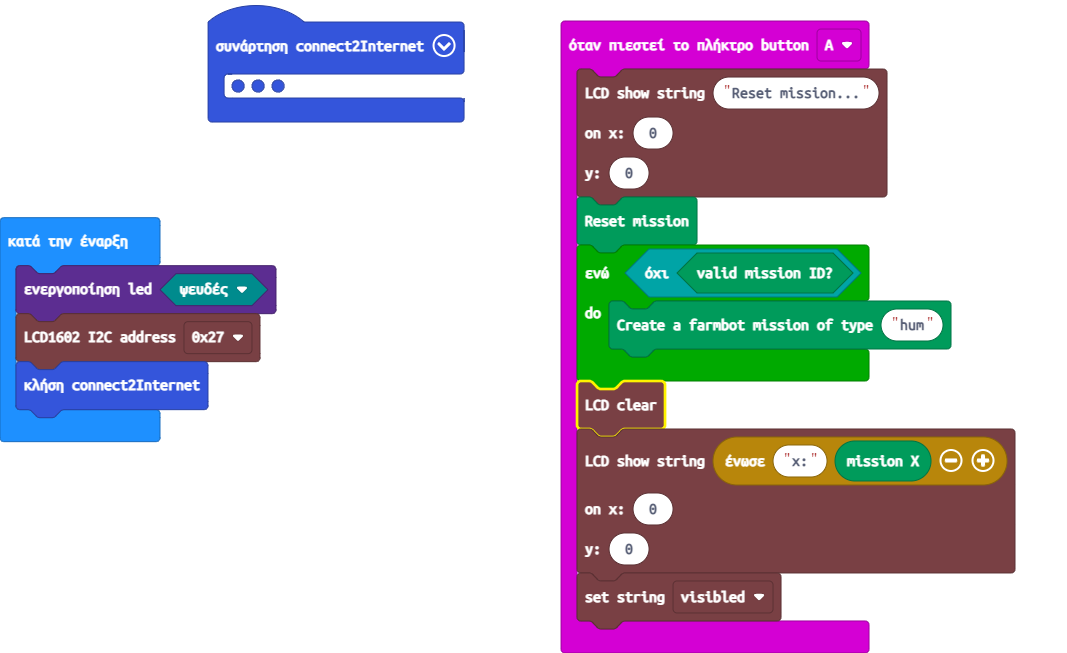 συνάρτηση connect2Internet
κατά την έναρξη
ενεργοποίηση led ψευδές
LCD1602 I2C address 0x27
κλήση connect2Internet
όταν πιεστεί το πλήκτρο button A
LCD show string "Reset mission..."
on x: 0
y: 0
Reset mission
ενώ όχι valid mission ID?
do Create a farmbot mission of type "hum"
LCD clear
LCD show string ένωσε "x:" mission X
on x: 0
y: 0
set string visibled